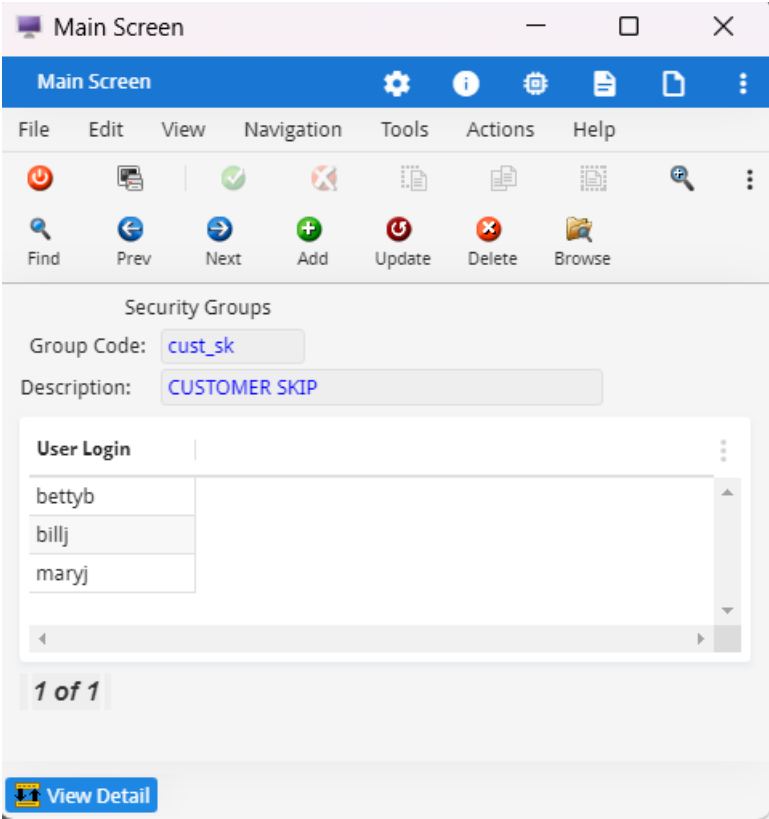 Main Screen
Main Screen
File Edit View Navigation Tools Actions Help
Find Prev Next Add Update Delete Browse
Security Groups
Group Code: cust_sk
Description: CUSTOMER SKIP
User Login
bettyb
billj
maryj
1 of 1
View Detail